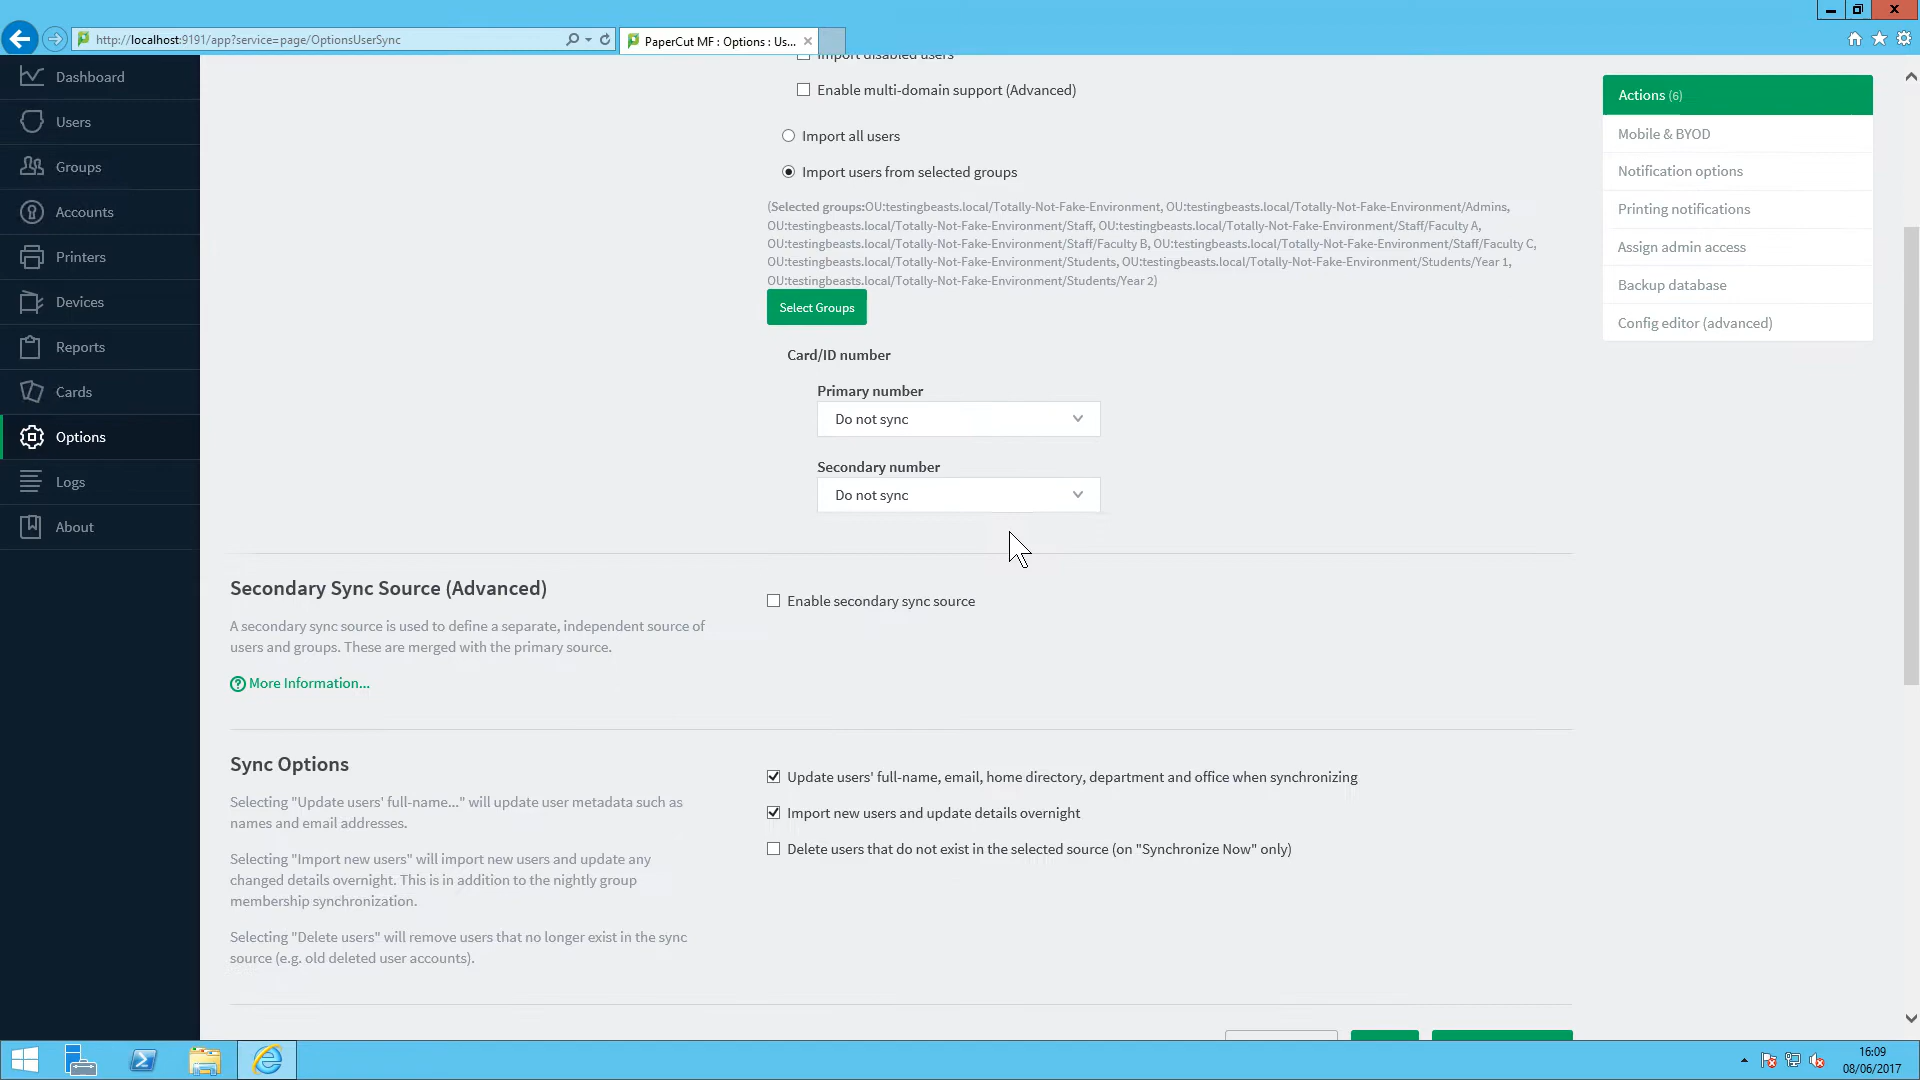 http://localhost:9191/app?service=page/OptionsUserSync
PaperCut MF : Options : Us...
Dashboard
Users
Groups
Accounts
Printers
Devices
Reports
Cards
Options
Logs
About
Import disabled users
Enable multi-domain support (Advanced)
Import all users
Import users from selected groups
(Selected groups:OU:testingbeasts.local/Totally-Not-Fake-Environment, OU:testingbeasts.local/Totally-Not-Fake-Environment/Admins,
OU:testingbeasts.local/Totally-Not-Fake-Environment/Staff, OU:testingbeasts.local/Totally-Not-Fake-Environment/Staff/Faculty A,
OU:testingbeasts.local/Totally-Not-Fake-Environment/Staff/Faculty B, OU:testingbeasts.local/Totally-Not-Fake-Environment/Staff/Faculty C,
OU:testingbeasts.local/Totally-Not-Fake-Environment/Students, OU:testingbeasts.local/Totally-Not-Fake-Environment/Students/Year 1,
OU:testingbeasts.local/Totally-Not-Fake-Environment/Students/Year 2)
Select Groups
Card/ID number
Primary number
Do not sync
Secondary number
Do not sync
Secondary Sync Source (Advanced)
A secondary sync source is used to define a separate, independent source of
users and groups. These are merged with the primary source.
More Information...
Enable secondary sync source
Sync Options
Selecting "Update users' full-name..." will update user metadata such as
names and email addresses.
Selecting "Import new users" will import new users and update any
changed details overnight. This is in addition to the nightly group
membership synchronization.
Selecting "Delete users" will remove users that no longer exist in the sync
source (e.g. old deleted user accounts).
Update users' full-name, email, home directory, department and office when synchronizing
Import new users and update details overnight
Delete users that do not exist in the selected source (on "Synchronize Now" only)
Actions (6)
Mobile & BYOD
Notification options
Printing notifications
Assign admin access
Backup database
Config editor (advanced)
16:09
08/06/2017